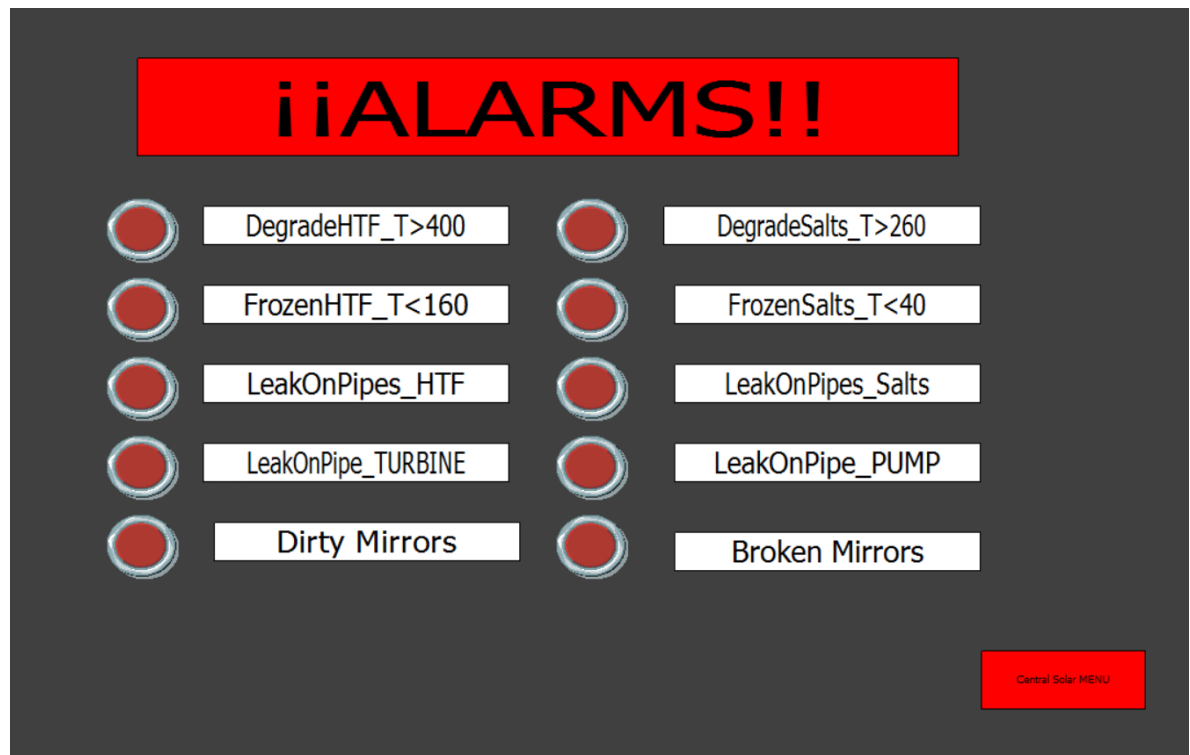 ¡¡ALARMS!!
DegradeHTF_T>400
DegradeSalts_T>260
FrozenHTF_T<160
FrozenSalts_T<40
LeakOnPipes_HTF
LeakOnPipes_Salts
LeakOnPipe_TURBINE
LeakOnPipe_PUMP
Dirty Mirrors
Broken Mirrors
Central Solar MENU